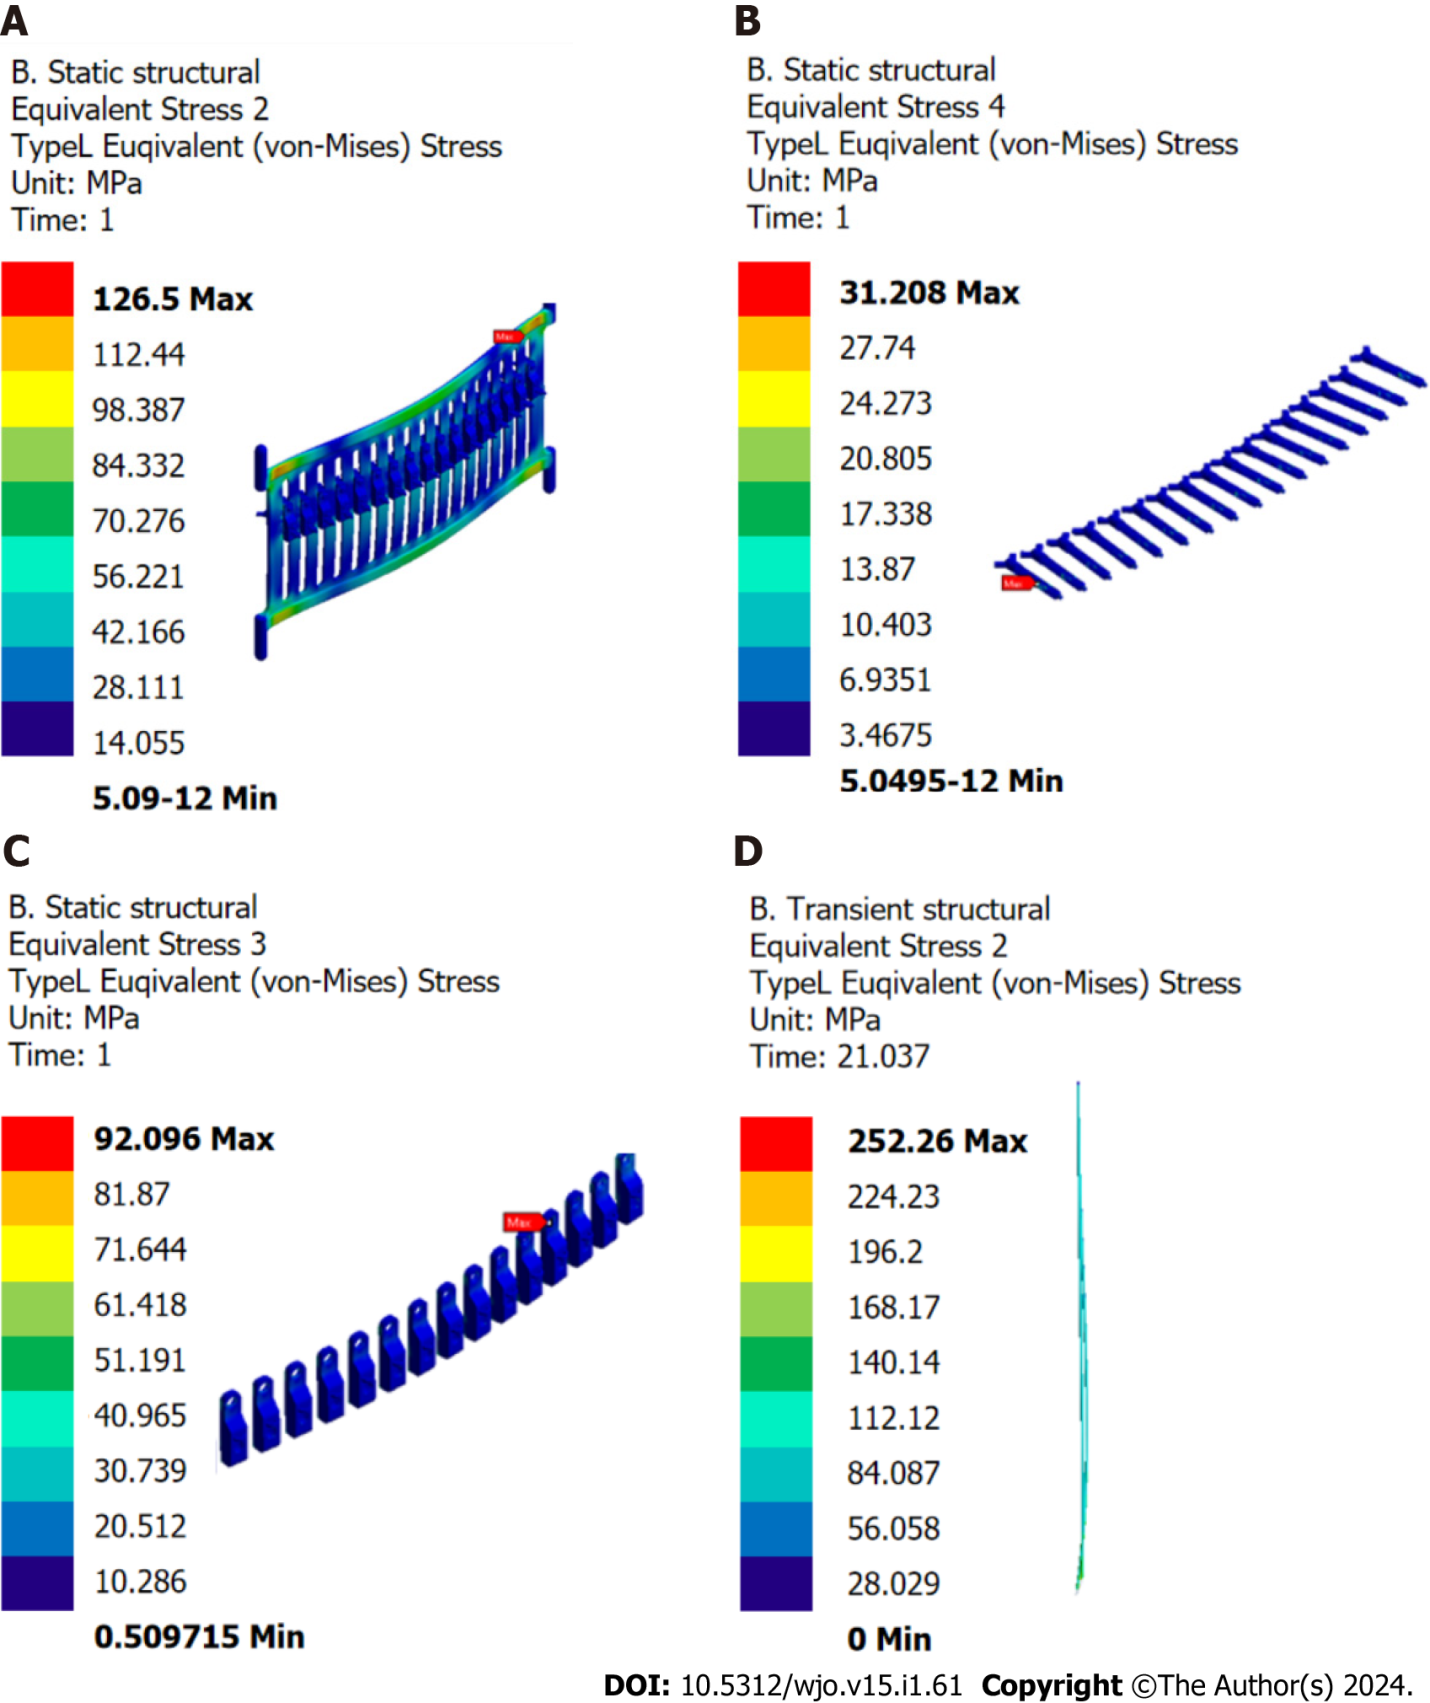 A
B. Static structural
Equivalent Stress 2
TypeL Euqivalent (von-Mises) Stress
Unit: MPa
Time: 1
126.5 Max
112.44
98.387
84.332
70.276
56.221
42.166
28.111
14.055
5.09-12 Min
Max
B
B. Static structural
Equivalent Stress 4
TypeL Euqivalent (von-Mises) Stress
Unit: MPa
Time: 1
31.208 Max
27.74
24.273
20.805
17.338
13.87
10.403
6.9351
3.4675
5.0495-12 Min
Max
C
B. Static structural
Equivalent Stress 3
TypeL Euqivalent (von-Mises) Stress
Unit: MPa
Time: 1
92.096 Max
81.87
71.644
61.418
51.191
40.965
30.739
20.512
10.286
0.509715 Min
Max
D
B. Transient structural
Equivalent Stress 2
TypeL Euqivalent (von-Mises) Stress
Unit: MPa
Time: 21.037
252.26 Max
224.23
196.2
168.17
140.14
112.12
84.087
56.058
28.029
0 Min
DOI: 10.5312/wjo.v15.i1.61 Copyright ©The Author(s) 2024.